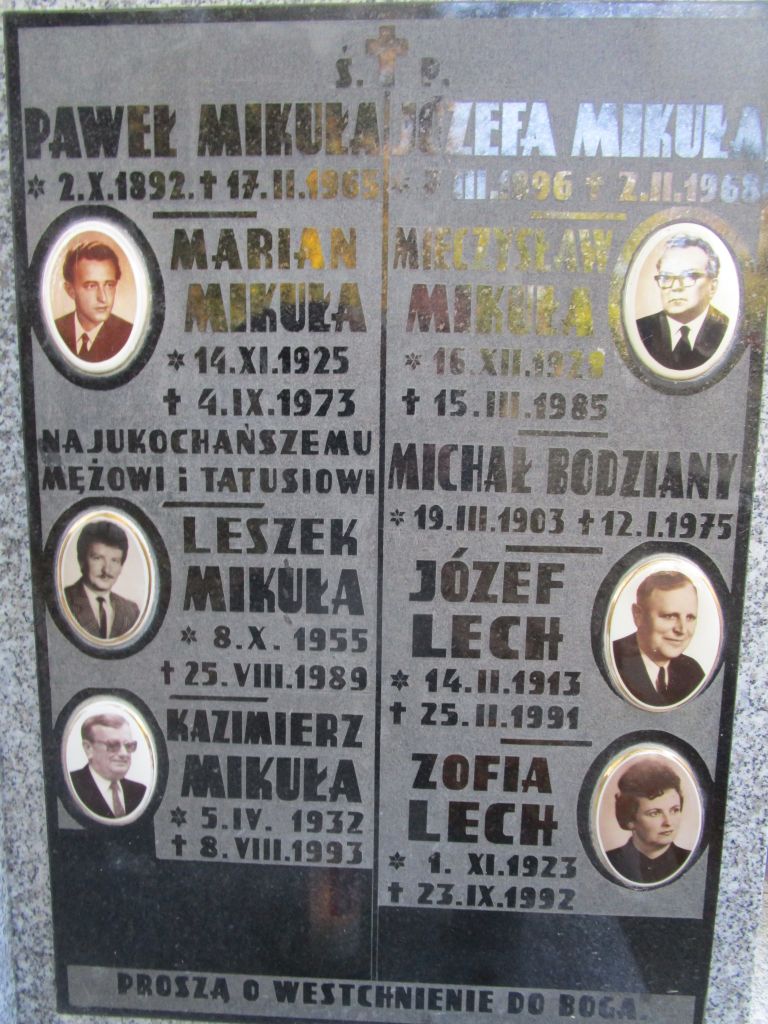 Ś. P.
PAWEŁ MIKUŁA
* 2.X.1892. † 17.II.1965
MARIAN
MIKUŁA
* 14.XI.1925
† 4.IX.1973
NAJUKOCHAŃSZEMU
MĘŻOWI i TATUSIOWI
LESZEK
MIKUŁA
* 8.X. 1955
† 25.VIII.1989
KAZIMIERZ
MIKUŁA
* 5.IV. 1932
† 8.VIII.1993
JÓZEFA MIKUŁA
* III.1896 † 2.II.1968
MIECZYSŁAW
MIKUŁA
* 16.XII.1929
† 15.III.1985
MICHAŁ BODZIANY
* 19.III.1903 † 12.I.1975
JÓZEF
LECH
* 14.II.1913
† 25.II.1991
ZOFIA
LECH
* 1. XI.1923
† 23.IX.1992
PROSZĄ O WESTCHNIENIE DO BOGA.